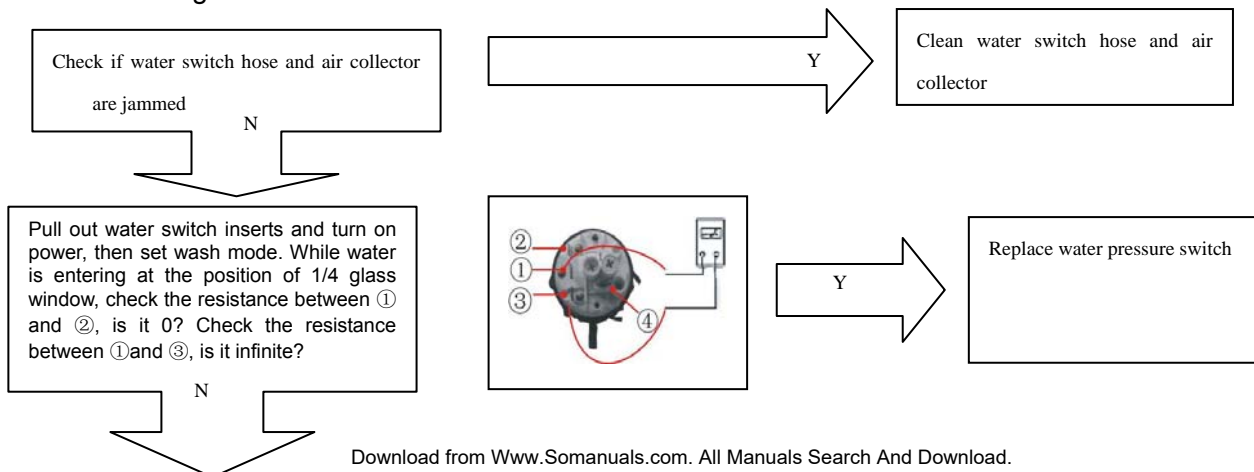 Check if water switch hose and air collector
are jammed
N
Y
Clean water switch hose and air
collector
Pull out water switch inserts and turn on
power, then set wash mode. While water
is entering at the position of 1/4 glass
window, check the resistance between ①
and ②, is it 0? Check the resistance
between ①and ③, is it infinite?
N
②
①
③
④
Y
Replace water pressure switch
Download from Www.Somanuals.com. All Manuals Search And Download.